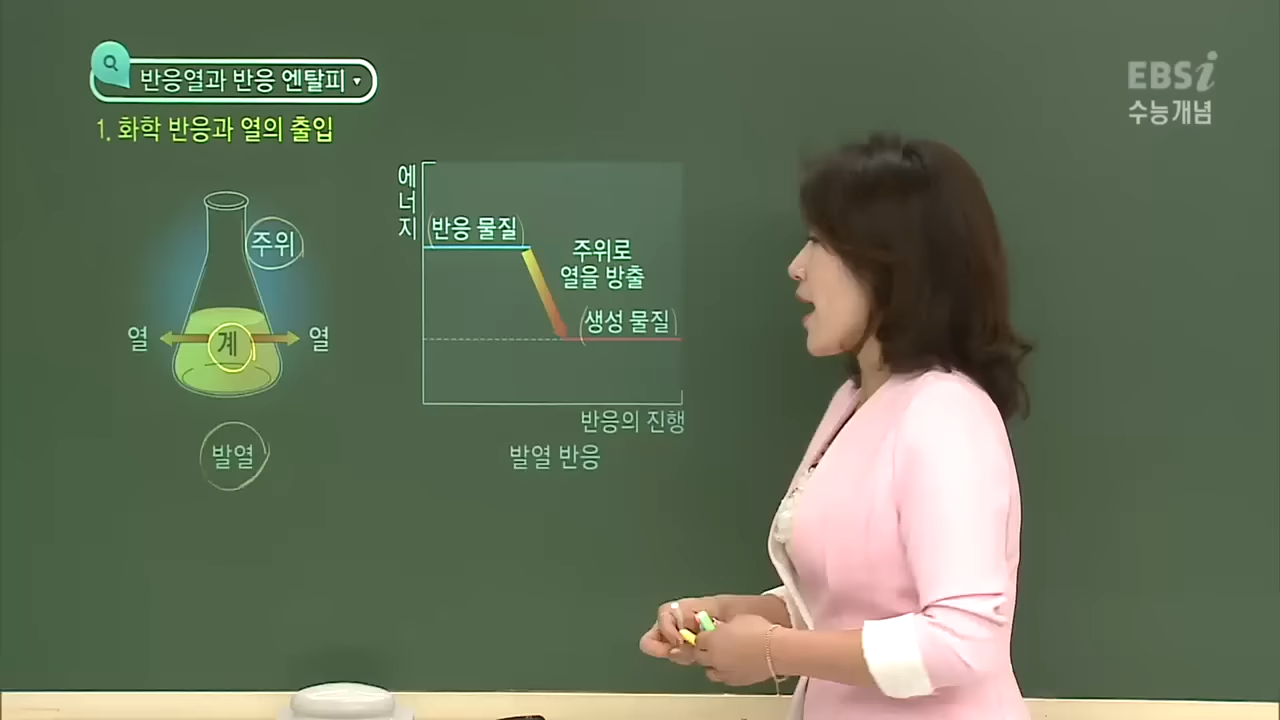 반응열과 반응 엔탈피
1. 화학 반응과 열의 출입
EBSi
수능개념
주위
열
계
열
발열
에너지
반응 물질
주위로
열을 방출
생성 물질
반응의 진행
발열 반응